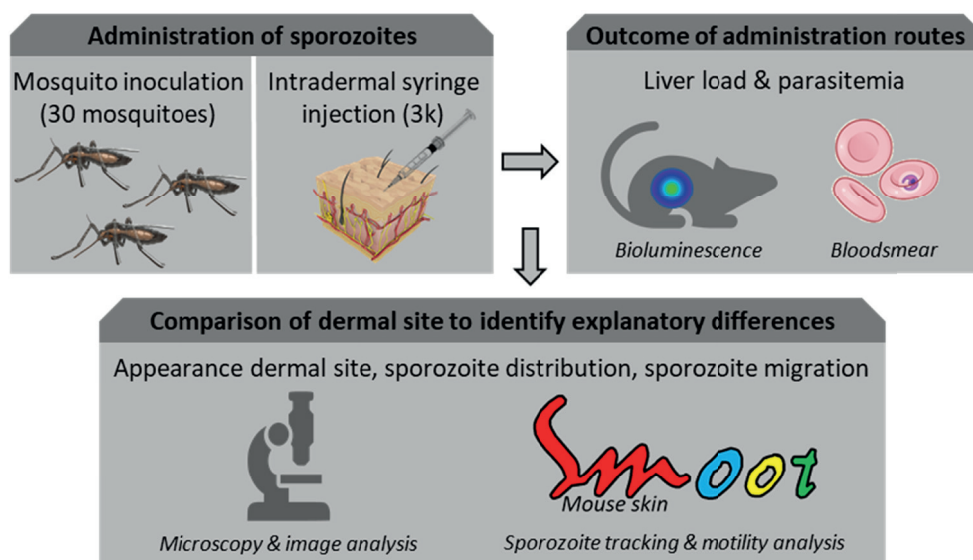 Administration of sporozoites
Mosquito inoculation
(30 mosquitoes)
Intradermal syringe
injection (3k)
Outcome of administration routes
Liver load & parasitemia
Bioluminescence
Bloodsmear
Comparison of dermal site to identify explanatory differences
Appearance dermal site, sporozoite distribution, sporozoite migration
Smoot
Mouse skin
Microscopy & image analysis
Sporozoite tracking & motility analysis